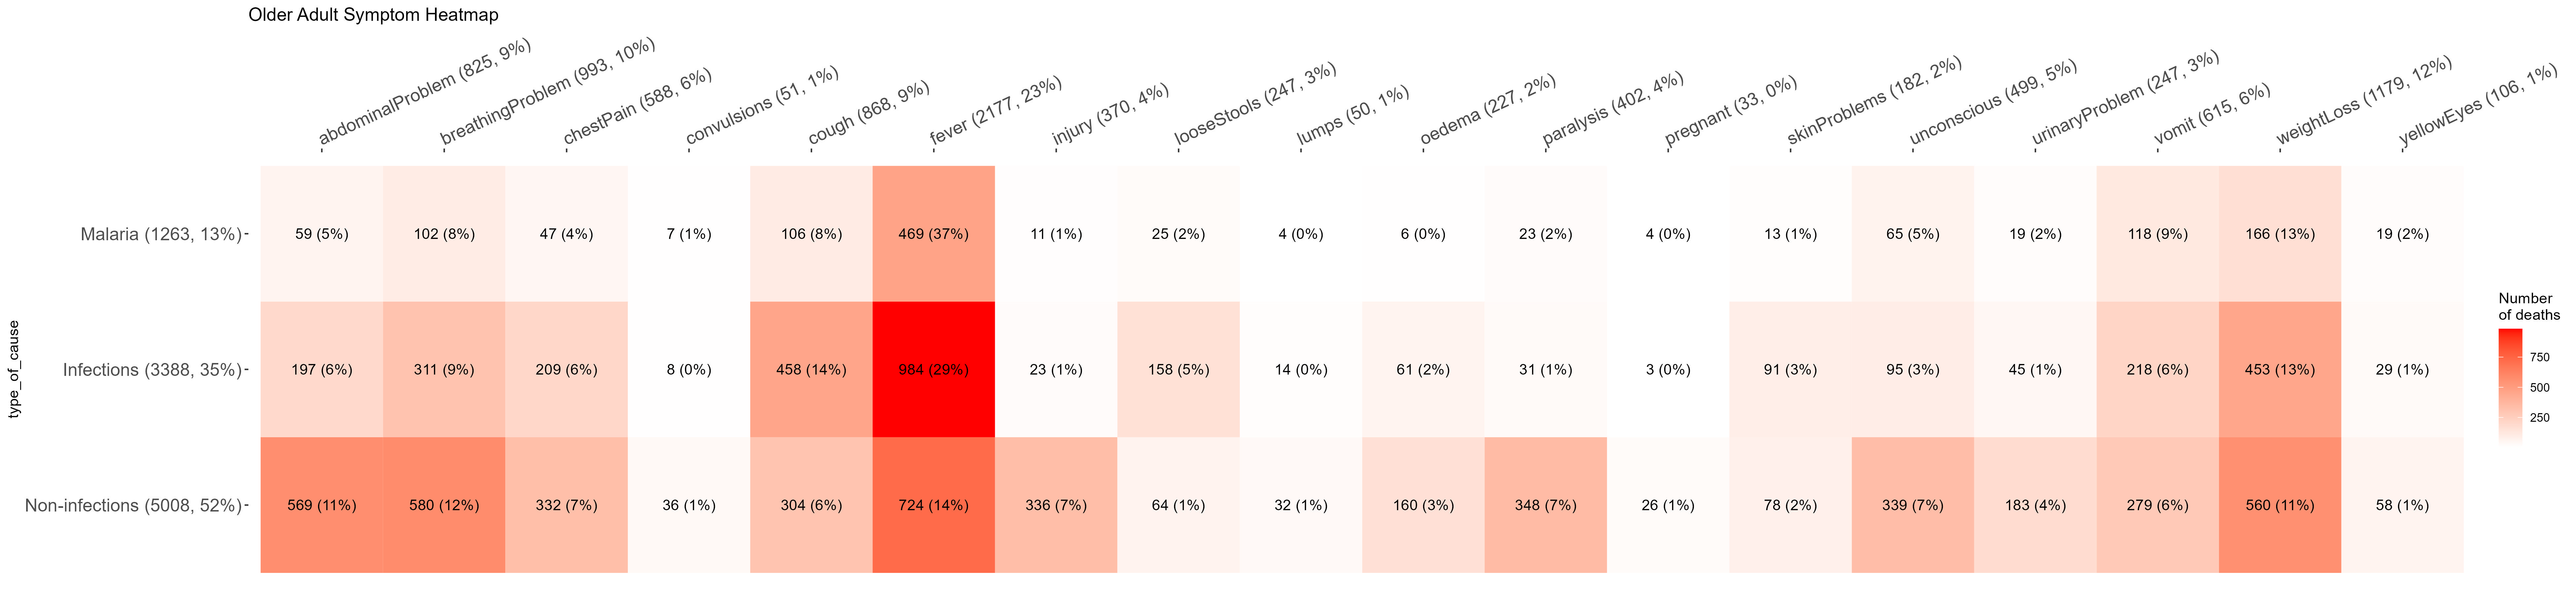 Older Adult Symptom Heatmap
abdominalProblem (825, 9%)
breathingProblem (993, 10%)
chestPain (588, 6%)
convulsions (51, 1%)
cough (868, 9%)
fever (2177, 23%)
injury (370, 4%)
looseStools (247, 3%)
lumps (50, 1%)
oedema (227, 2%)
paralysis (402, 4%)
pregnant (33, 0%)
skinProblems (182, 2%)
unconscious (499, 5%)
urinaryProblem (247, 3%)
vomit (615, 6%)
weightLoss (1179, 12%)
yellowEyes (106, 1%)
type_of_cause
Malaria (1263, 13%) 59 (5%) 102 (8%) 47 (4%) 7 (1%) 106 (8%) 469 (37%) 11 (1%) 25 (2%) 4 (0%) 6 (0%) 23 (2%) 4 (0%) 13 (1%) 65 (5%) 19 (2%) 118 (9%) 166 (13%) 19 (2%)
Infections (3388, 35%) 197 (6%) 311 (9%) 209 (6%) 8 (0%) 458 (14%) 984 (29%) 23 (1%) 158 (5%) 14 (0%) 61 (2%) 31 (1%) 3 (0%) 91 (3%) 95 (3%) 45 (1%) 218 (6%) 453 (13%) 29 (1%)
Non-infections (5008, 52%) 569 (11%) 580 (12%) 332 (7%) 36 (1%) 304 (6%) 724 (14%) 336 (7%) 64 (1%) 32 (1%) 160 (3%) 348 (7%) 26 (1%) 78 (2%) 339 (7%) 183 (4%) 279 (6%) 560 (11%) 58 (1%)
Number
of deaths
750
500
250